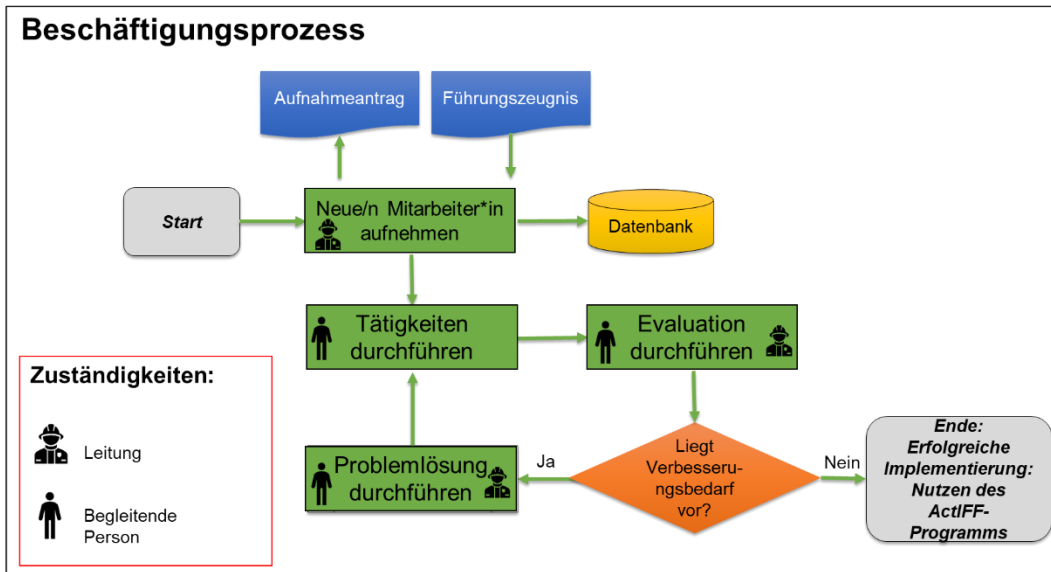 Beschäftigungsprozess
Aufnahmeantrag
Führungszeugnis
Start
Neue/n Mitarbeiter*in
aufnehmen
Datenbank
Tätigkeiten
durchführen
Evaluation
durchführen
Zuständigkeiten:
Leitung
Begleitende
Person
Problemlösung
durchführen
Ja
Liegt
Verbesseru-
ngsbedarf
vor?
Nein
Ende:
Erfolgreiche
Implementierung:
Nutzen des
ActIFF-
Programms